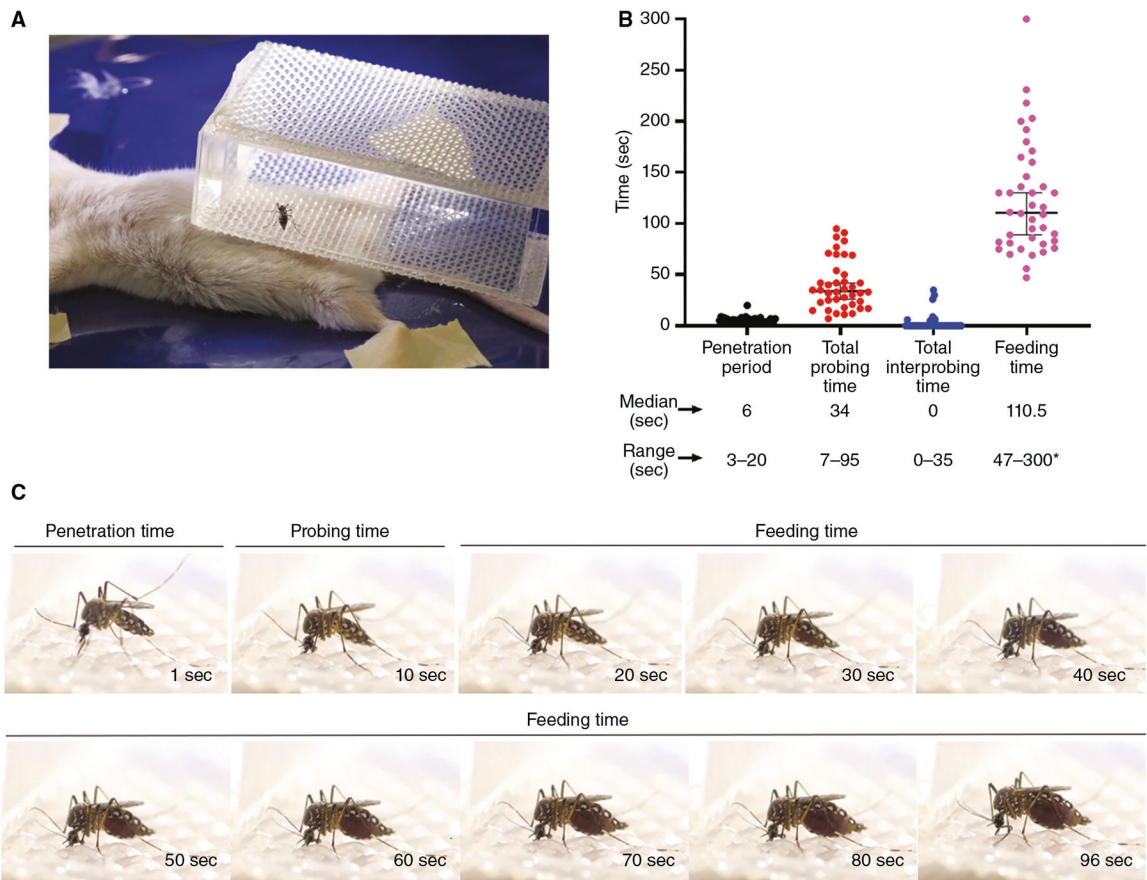 A
B
300
250
200
150
100
50
0
Time (sec)
Penetration
period
Total
probing
time
Total
interprobing
time
Feeding
time
Median
(sec)
6
34
0
110.5
Range
(sec)
3–20
7–95
0–35
47–300*
C
Penetration time
Probing time
Feeding time
1 sec
10 sec
20 sec
30 sec
40 sec
Feeding time
50 sec
60 sec
70 sec
80 sec
96 sec